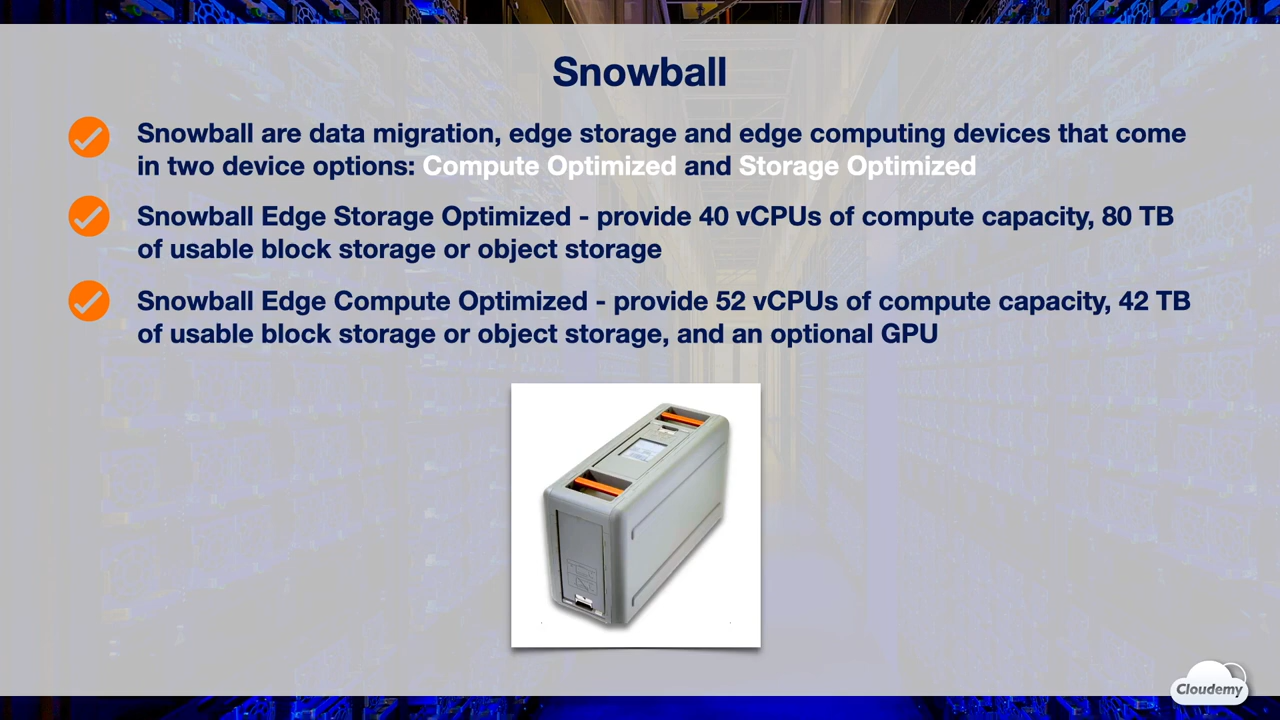 Snowball
Snowball are data migration, edge storage and edge computing devices that come
in two device options: Compute Optimized and Storage Optimized
Snowball Edge Storage Optimized - provide 40 vCPUs of compute capacity, 80 TB
of usable block storage or object storage
Snowball Edge Compute Optimized - provide 52 vCPUs of compute capacity, 42 TB
of usable block storage or object storage, and an optional GPU
Cloudemy